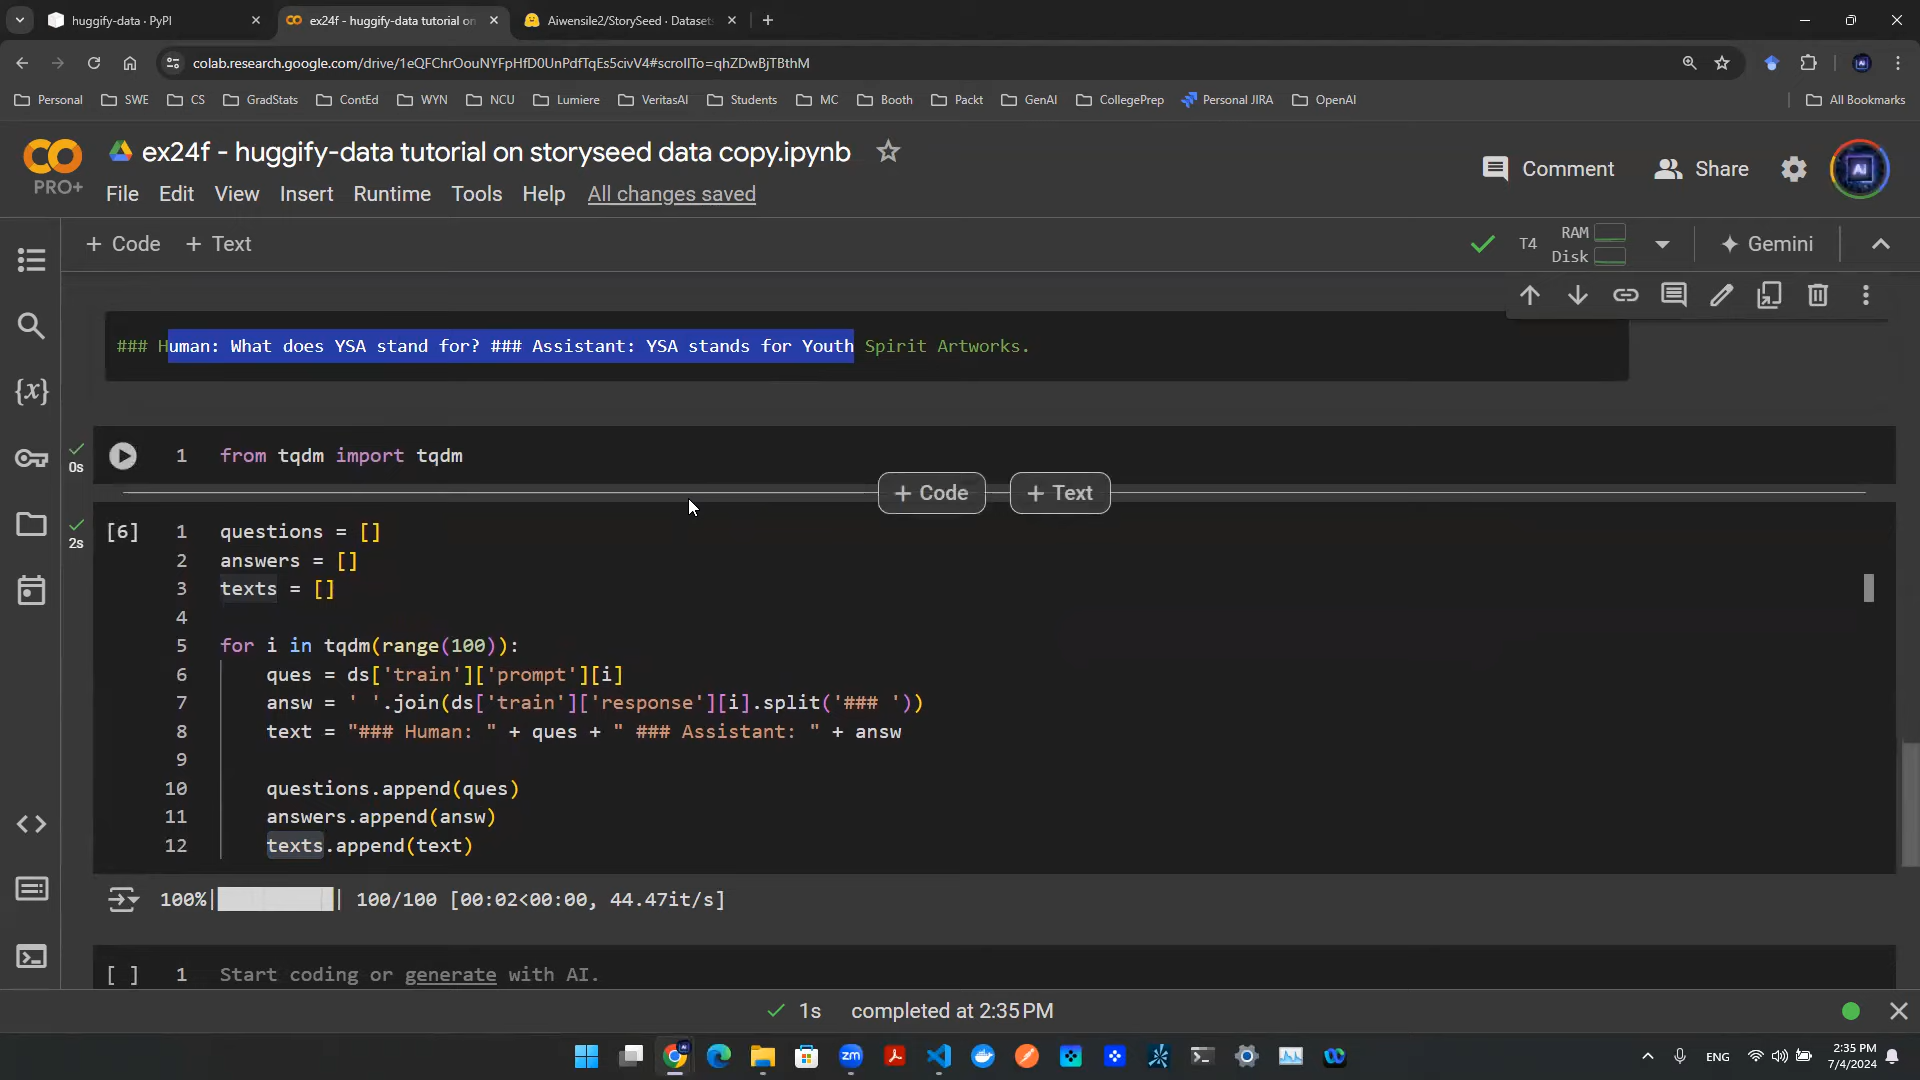 huggify-data · PyPI
ex24f - huggify-data tutorial on
Aiwensile2/StorySeed · Datasets
colab.research.google.com/drive/1eQFChrOouNYFpHfD0UnPdfTqEs5civV4#scrollTo=qhZDwBjTBthM
Personal SWE CS GradStats ContEd WYN NCU Lumiere VeritasAI Students MC Booth Packt GenAI CollegePrep Personal JIRA OpenAI All Bookmarks
CO
PRO+
ex24f - huggify-data tutorial on storyseed data copy.ipynb
Comment Share
AI
File Edit View Insert Runtime Tools Help All changes saved
+ Code + Text
T4 RAM
Disk
Gemini
### Human: What does YSA stand for? ### Assistant: YSA stands for Youth Spirit Artworks.
0s
1 from tqdm import tqdm
+ Code + Text
2s
[6] 1 questions = []
2 answers = []
3 texts = []
4
5 for i in tqdm(range(100)):
6 ques = ds['train']['prompt'][i]
7 answ = ' '.join(ds['train']['response'][i].split('### '))
8 text = "### Human: " + ques + " ### Assistant: " + answ
9
10 questions.append(ques)
11 answers.append(answ)
12 texts.append(text)
100%|██████████| 100/100 [00:02<00:00, 44.47it/s]
[ ] 1 Start coding or generate with AI.
1s completed at 2:35 PM
zm
ENG
2:35 PM
7/4/2024